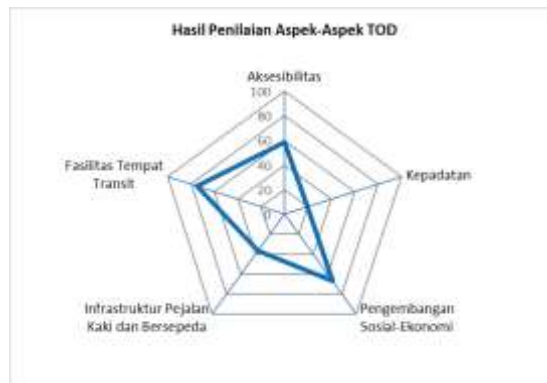 Hasil Penilaian Aspek-Aspek TOD
Aksesibilitas
100
80
60
40
20
0
Kepadatan
Pengembangan
Sosial-Ekonomi
Infrastruktur Pejalan
Kaki dan Bersepeda
Fasilitas Tempat
Transit